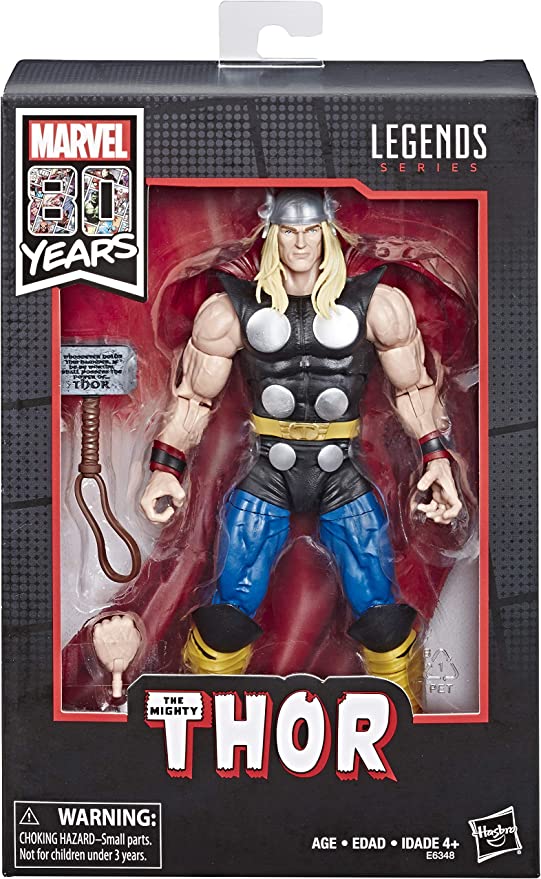 MARVEL
80
YEARS
LEGENDS
SERIES
WHOSOEVER HOLDS
THIS HAMMER, IF
HE BE WORTHY,
SHALL POSSESS THE
POWER OF...
THOR
1
PET
THE
MIGHTY
THOR
WARNING:
CHOKING HAZARD–Small parts.
Not for children under 3 years.
AGE • EDAD • IDADE 4+
E6348
Hasbro